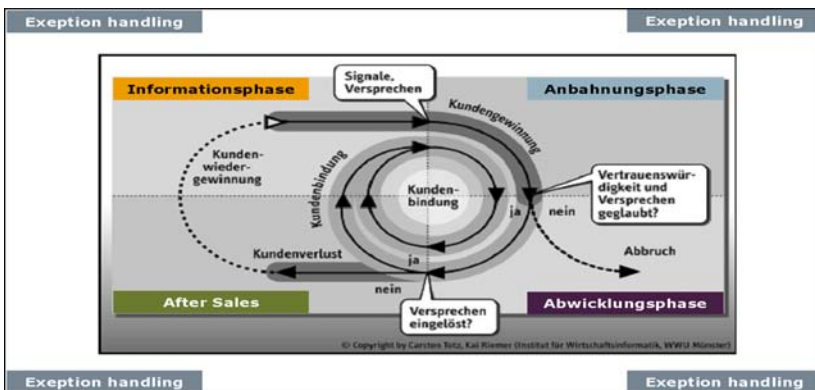 Exeption handling
Exeption handling
Informationsphase
Signale,
Versprechen
Anbahnungsphase
Kundengewinnung
Kunden-
wieder-
gewinnung
Kundenbindung
Kunden-
bindung
Vertrauenswür-
digkeit und
Versprechen
geglaubt?
ja
nein
Kundenverlust
ja
Abbruch
nein
After Sales
Versprechen
eingelöst?
Abwicklungsphase
© Copyright by Carsten Totz, Kai Riemer (Institut für Wirtschaftsinformatik, WWU Münster)
Exeption handling
Exeption handling